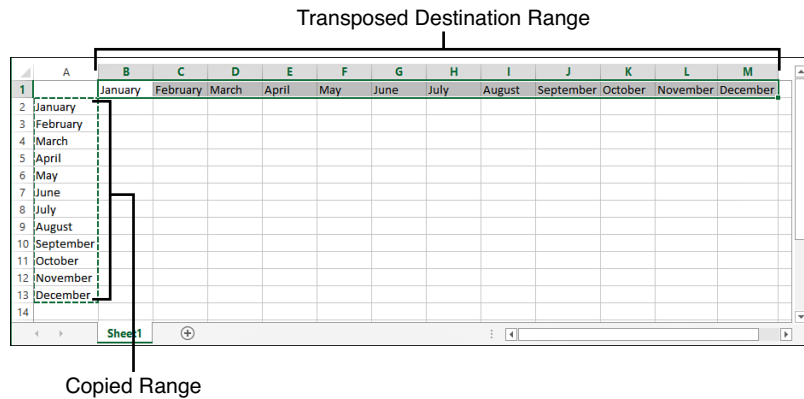 Transposed Destination Range
A B C D E F G H I J K L M
1 January February March April May June July August September October November December
2 January
3 February
4 March
5 April
6 May
7 June
8 July
9 August
10 September
11 October
12 November
13 December
14
Sheet1
Copied Range